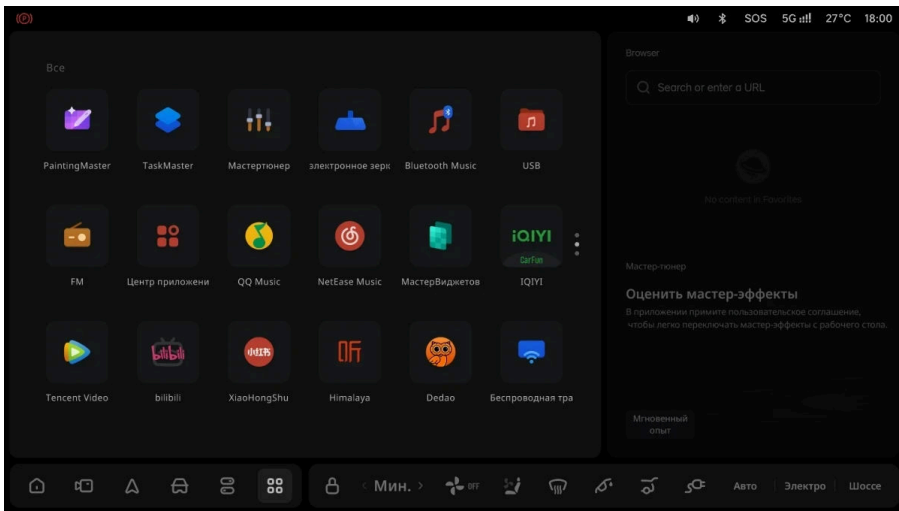 (P)
SOS
5G
27°C
18:00
Все
PaintingMaster
TaskMaster
Мастертюнер
электронное зерк
Bluetooth Music
USB
FM
Центр приложени
QQ Music
NetEase Music
МастерВиджетов
iQIYI
CarFun
IQIYI
Tencent Video
bilibili
bilibili
小红书
XiaoHongShu
听
Himalaya
Dedao
Беспроводная тра
Browser
Search or enter a URL
No content in Favorites
Мастер-тюнер
Оценить мастер-эффекты
В приложении примите пользовательское соглашение,
чтобы легко переключать мастер-эффекты с рабочего стола.
Мгновенный
опыт
Мин.
OFF
Авто
Электро
Шоссе